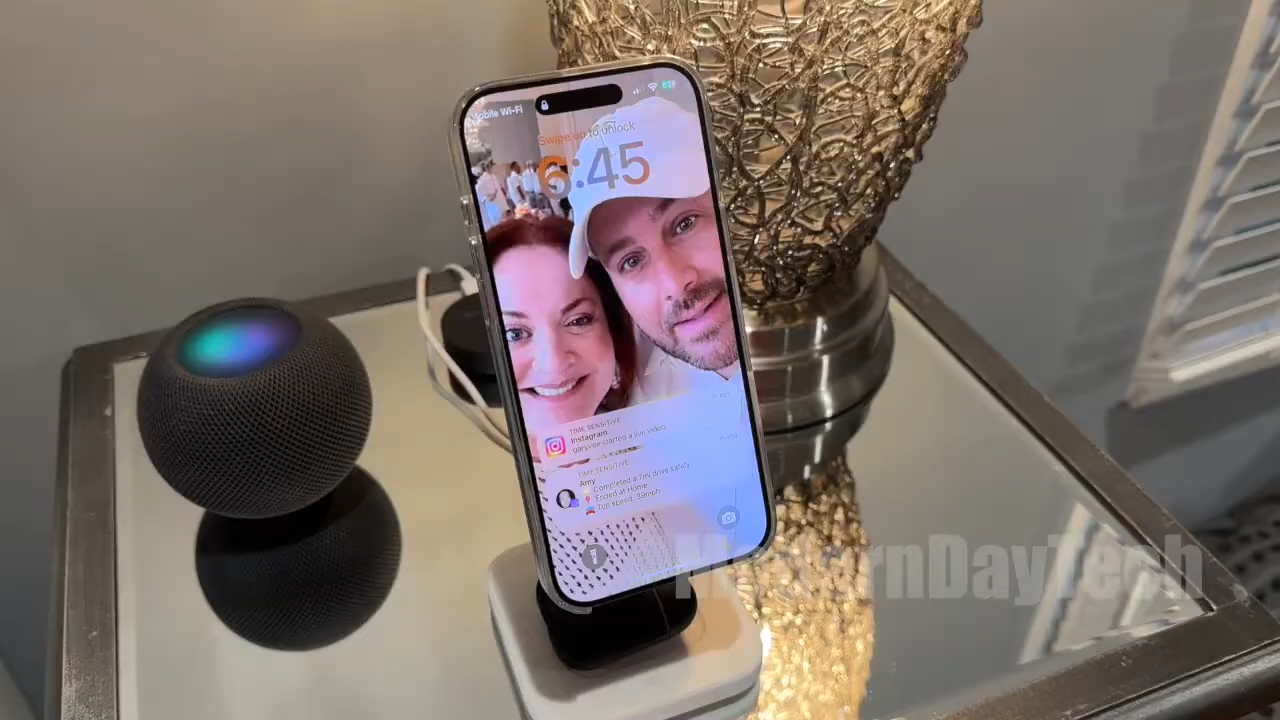 Mobile Wi-Fi
Swipe up to unlock
6:45
TIME SENSITIVE
Instagram
garyvee started a live video.
TIME SENSITIVE
Amy
Completed a 7mi drive safely
Ended at Home
Top speed, 39mph
ModernDayTech